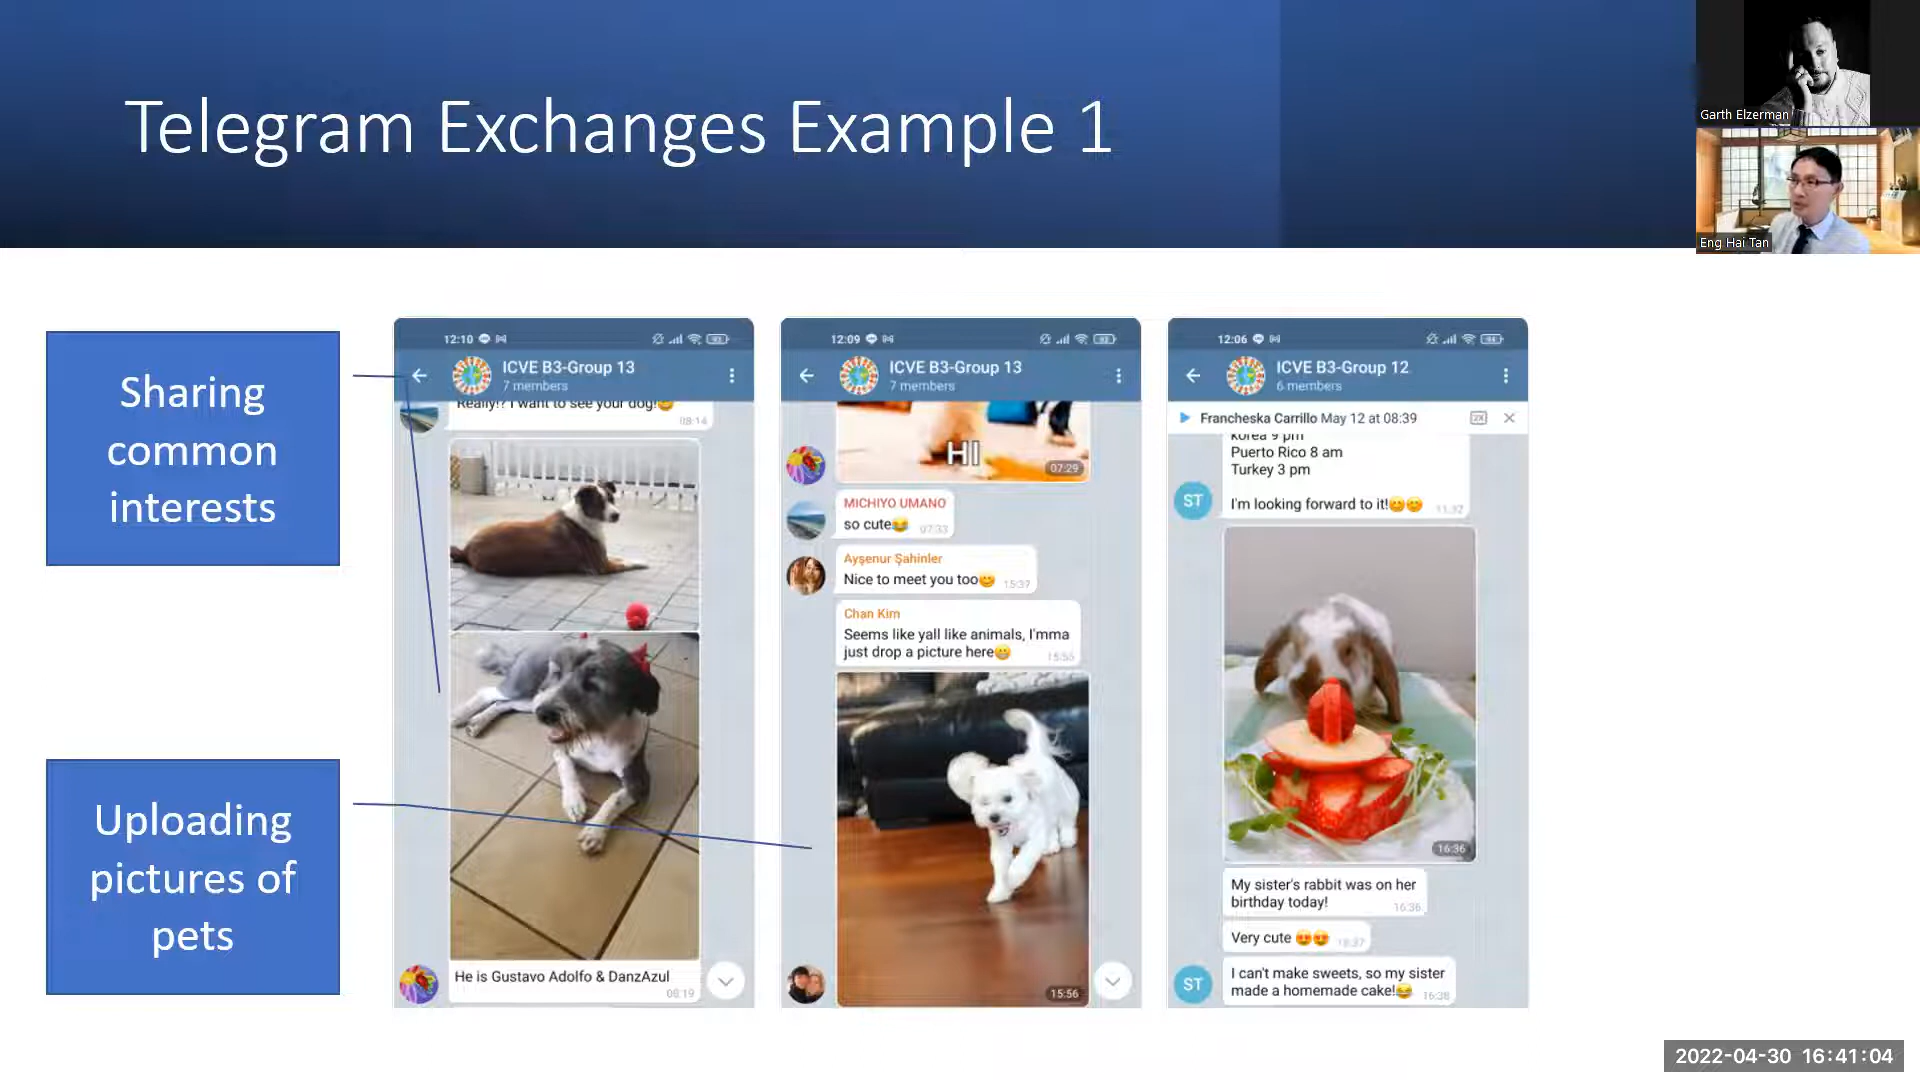 Telegram Exchanges Example 1
Garth Elzerman
Eng Hai Tan
Sharing
common
interests
Uploading
pictures of
pets
12:10
ICVE B3-Group 13
7 members
Really!? I want to see your dog!😊
08:14
He is Gustavo Adolfo & DanzAzul
08:19
12:09
ICVE B3-Group 13
7 members
HI
07:29
MICHIYO UMANO
so cute😂 07:33
Ayşenur Şahinler
Nice to meet you too😊 15:37
Chan Kim
Seems like yall like animals, I'mma
just drop a picture here😁
15:56
12:06
ICVE B3-Group 12
6 members
Francheska Carrillo May 12 at 08:39
2X
korea 9 pm
Puerto Rico 8 am
Turkey 3 pm
I'm looking forward to it!😊😊 11:32
16:36
My sister's rabbit was on her
birthday today! 16:36
Very cute 😍😍 16:37
ST
I can't make sweets, so my sister
made a homemade cake!😂 16:38
ST
2022-04-30 16:41:04